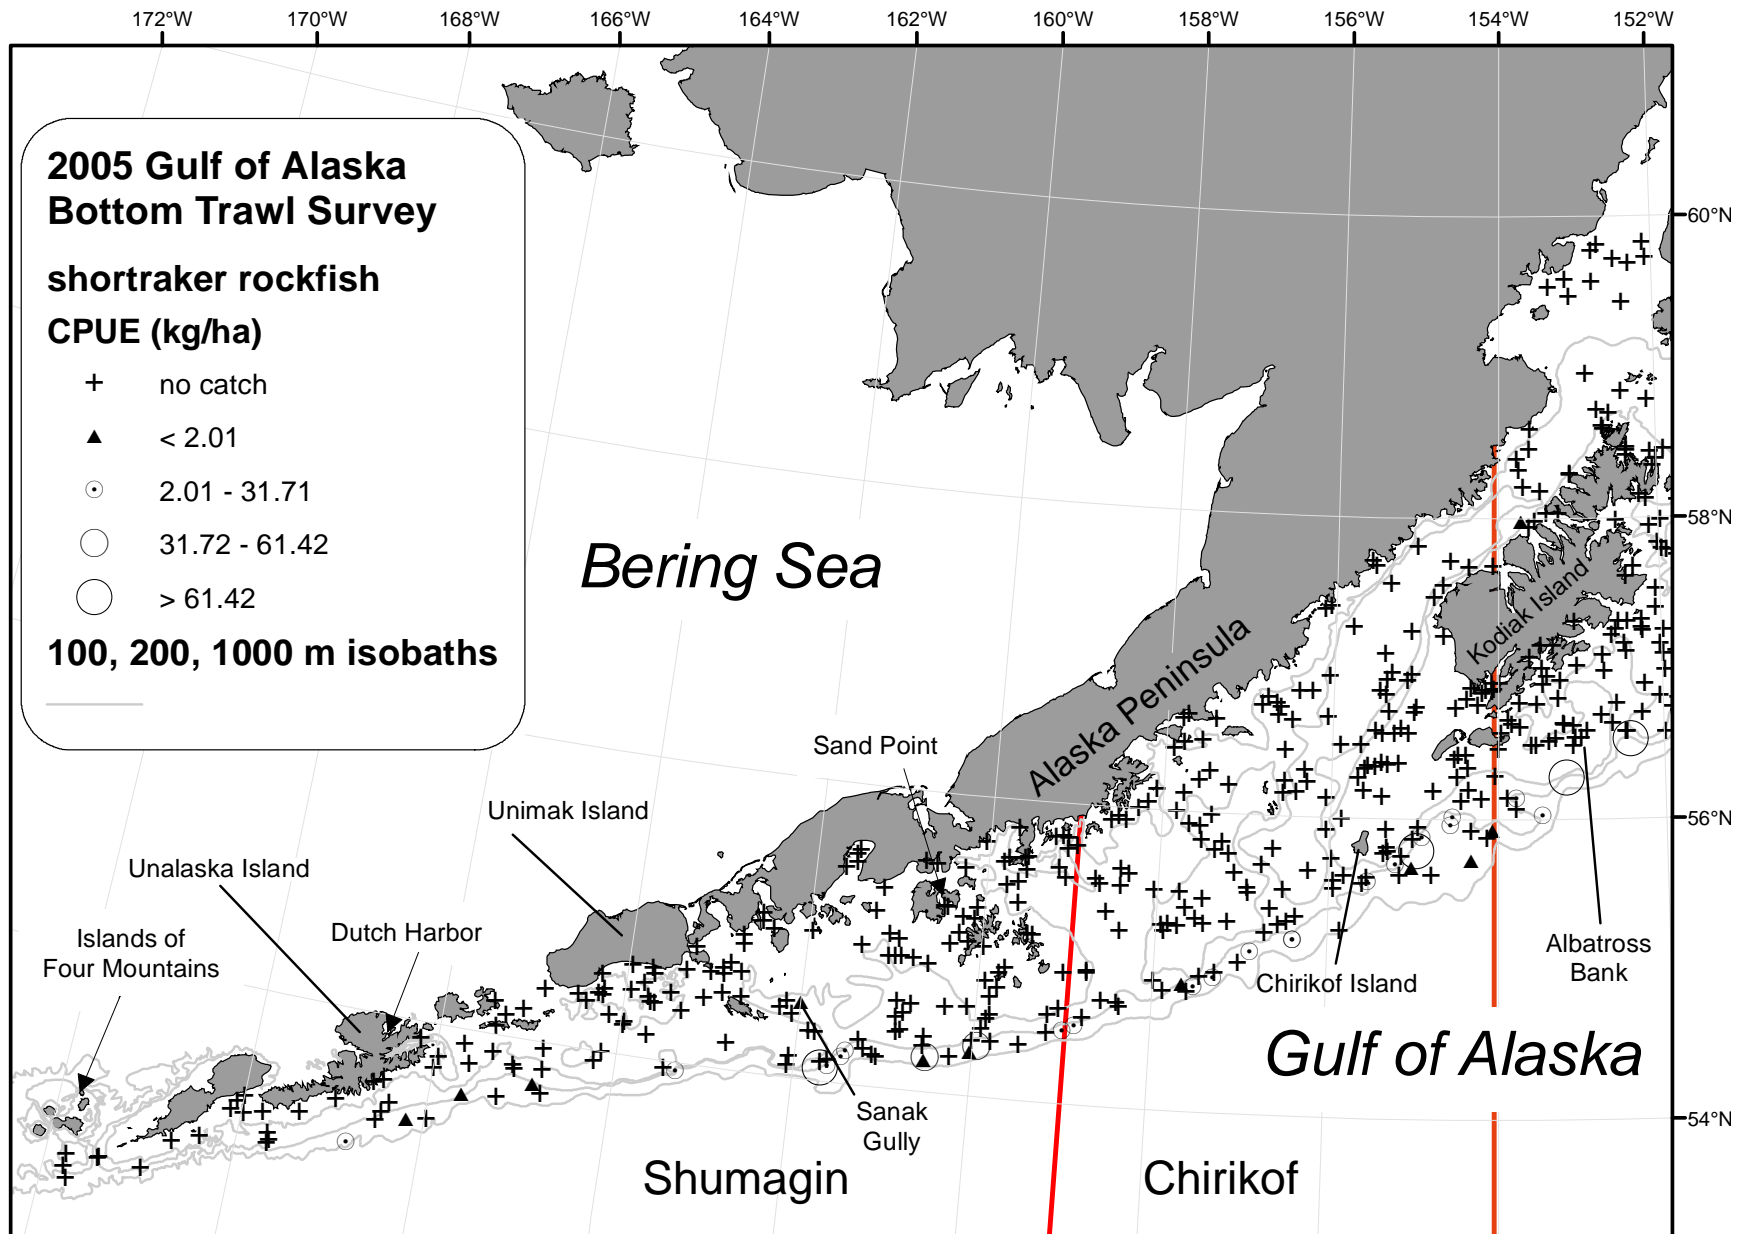 172°W 170°W 168°W 166°W 164°W 162°W 160°W 158°W 156°W 154°W 152°W
2005 Gulf of Alaska
Bottom Trawl Survey
shortraker rockfish
CPUE (kg/ha)
no catch
< 2.01
2.01 - 31.71
31.72 - 61.42
> 61.42
100, 200, 1000 m isobaths
60°N
58°N
56°N
54°N
Bering Sea
Kodiak Island
Alaska Peninsula
Sand Point
Unimak Island
Unalaska Island
Dutch Harbor
Islands of
Four Mountains
Albatross
Bank
Chirikof Island
Gulf of Alaska
Sanak
Gully
Shumagin
Chirikof